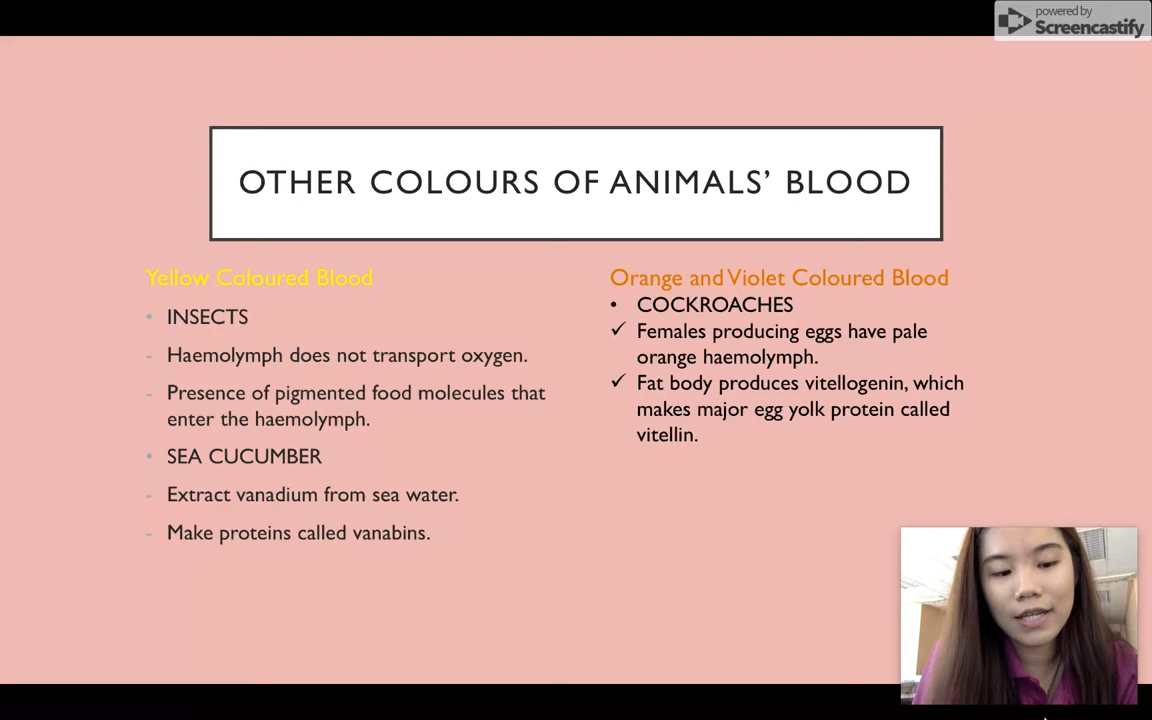 powered by
Screencastify
OTHER COLOURS OF ANIMALS' BLOOD
Yellow Coloured Blood
• INSECTS
- Haemolymph does not transport oxygen.
- Presence of pigmented food molecules that
enter the haemolymph.
• SEA CUCUMBER
- Extract vanadium from sea water.
- Make proteins called vanabins.
Orange and Violet Coloured Blood
• COCKROACHES
✓ Females producing eggs have pale
orange haemolymph.
✓ Fat body produces vitellogenin, which
makes major egg yolk protein called
vitellin.